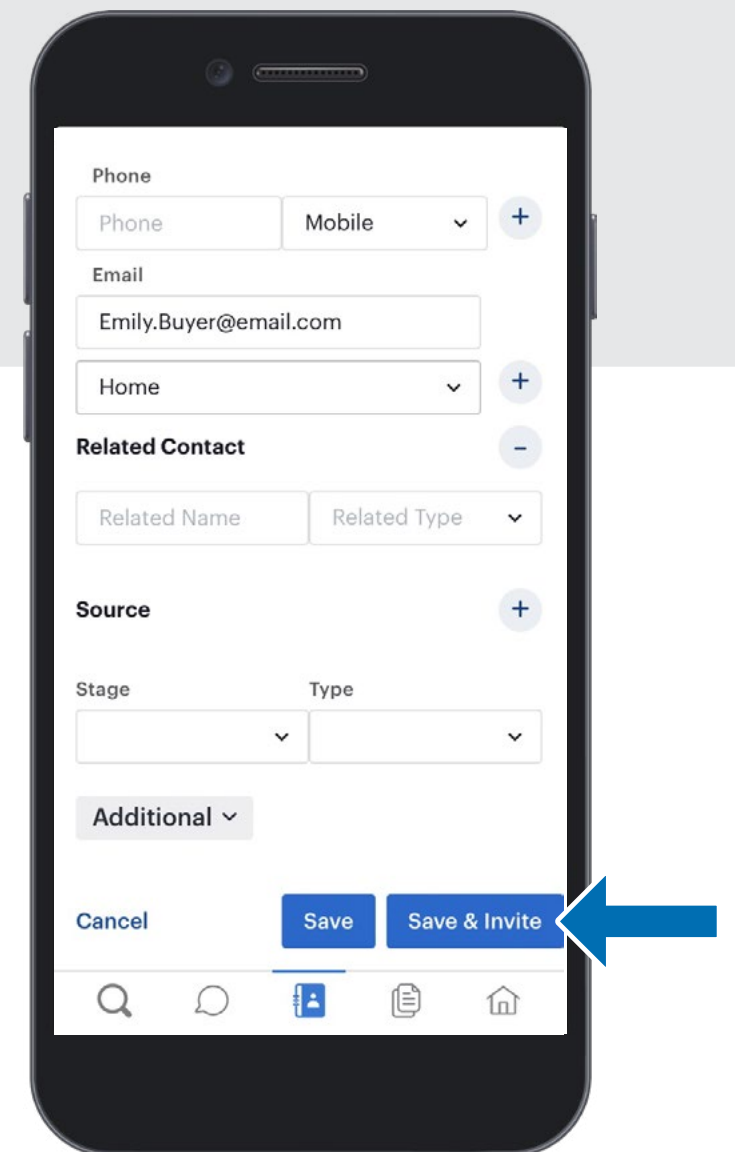 Phone
Phone Mobile +
Email
Emily.Buyer@email.com
Home +
Related Contact -
Related Name Related Type
Source +
Stage Type
Additional
Cancel Save Save & Invite